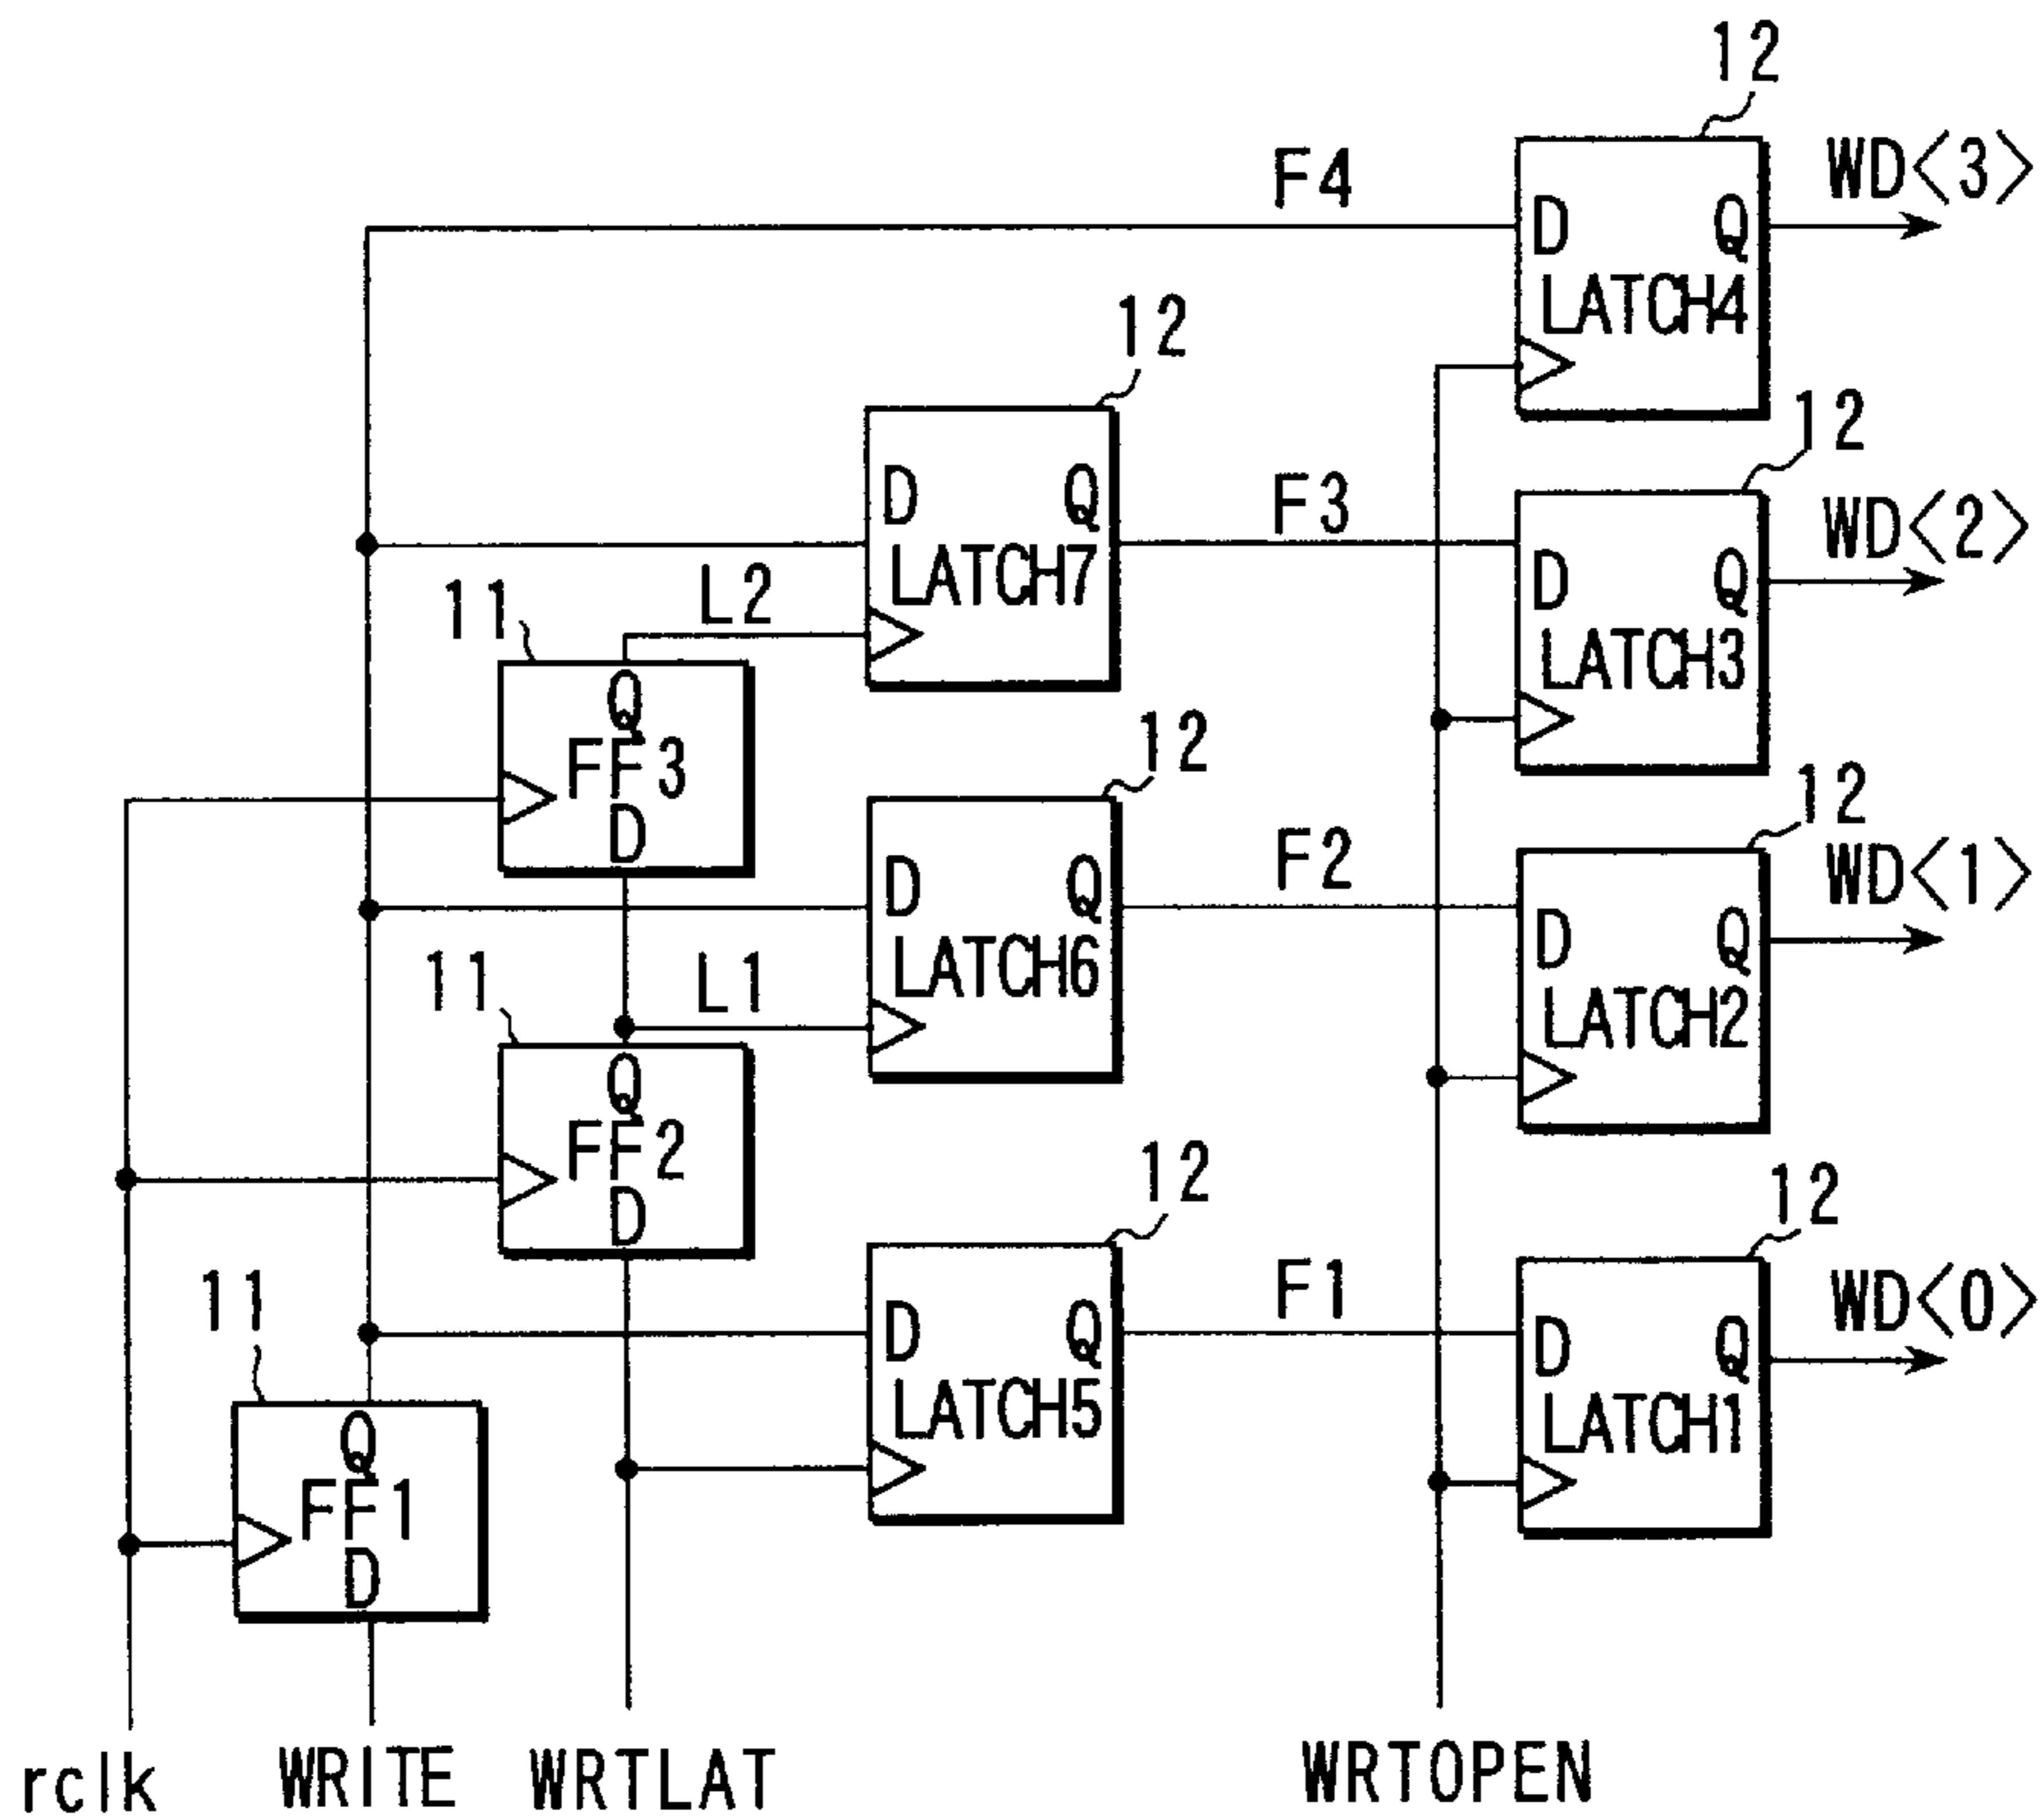 12
F4
D Q
LATCH4
WD<3>
12
D Q
LATCH7
F3
12
D Q
LATCH3
WD<2>
11
L2
Q
FF3
D
12
D Q
LATCH6
F2
12
D Q
LATCH2
WD<1>
11
L1
Q
FF2
D
12
D Q
LATCH5
F1
12
D Q
LATCH1
WD<0>
11
Q
FF1
D
rclk WRITE WRTLAT WRTOPEN